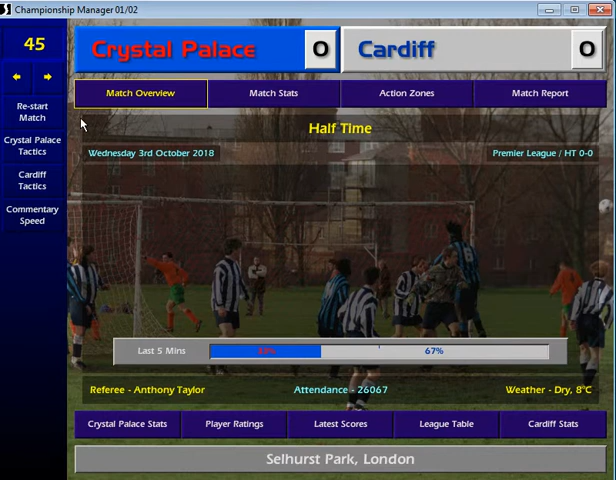 Championship Manager 01/02
45
Crystal Palace 0 Cardiff 0
Match Overview Match Stats Action Zones Match Report
Re-start
Match
Crystal Palace
Tactics
Cardiff
Tactics
Commentary
Speed
Half Time
Wednesday 3rd October 2018 Premier League / HT 0-0
Last 5 Mins 33% 67%
Referee - Anthony Taylor Attendance - 26067 Weather - Dry, 8°C
Crystal Palace Stats Player Ratings Latest Scores League Table Cardiff Stats
Selhurst Park, London